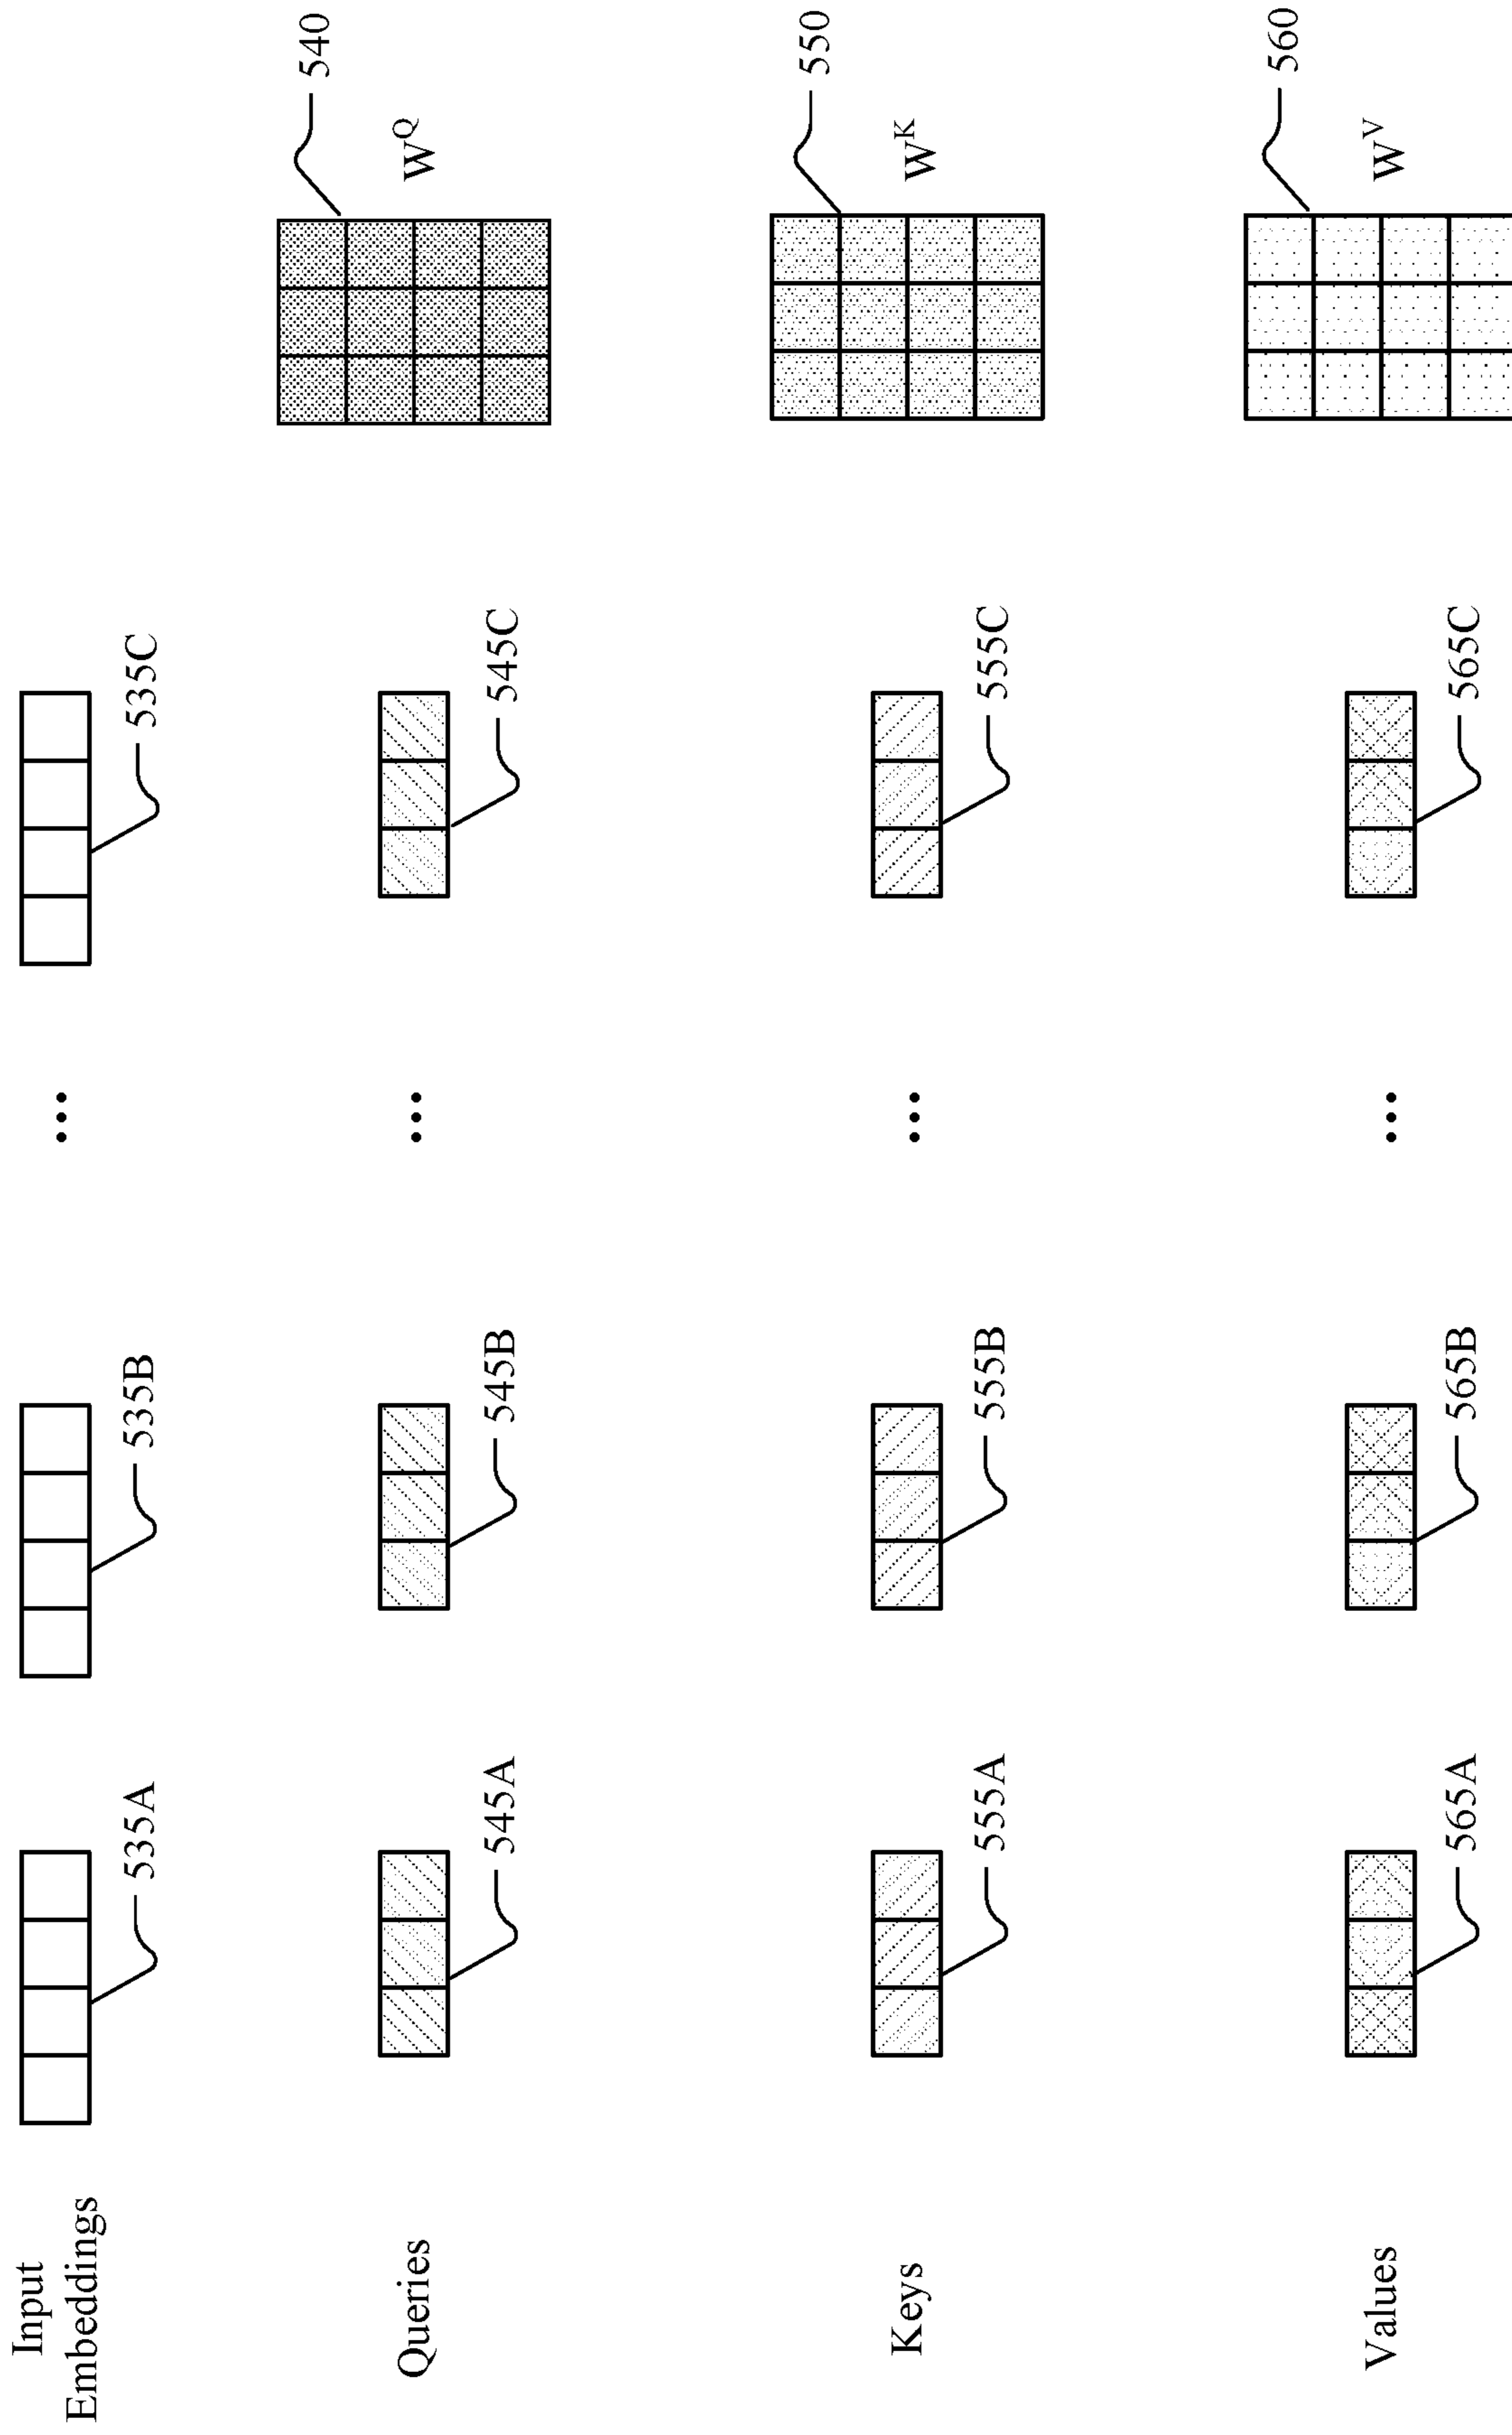 Input
Embeddings
535A
535B
...
535C
Queries
545A
545B
...
545C
W^Q
540
Keys
555A
555B
...
555C
W^K
550
Values
565A
565B
...
565C
W^V
560